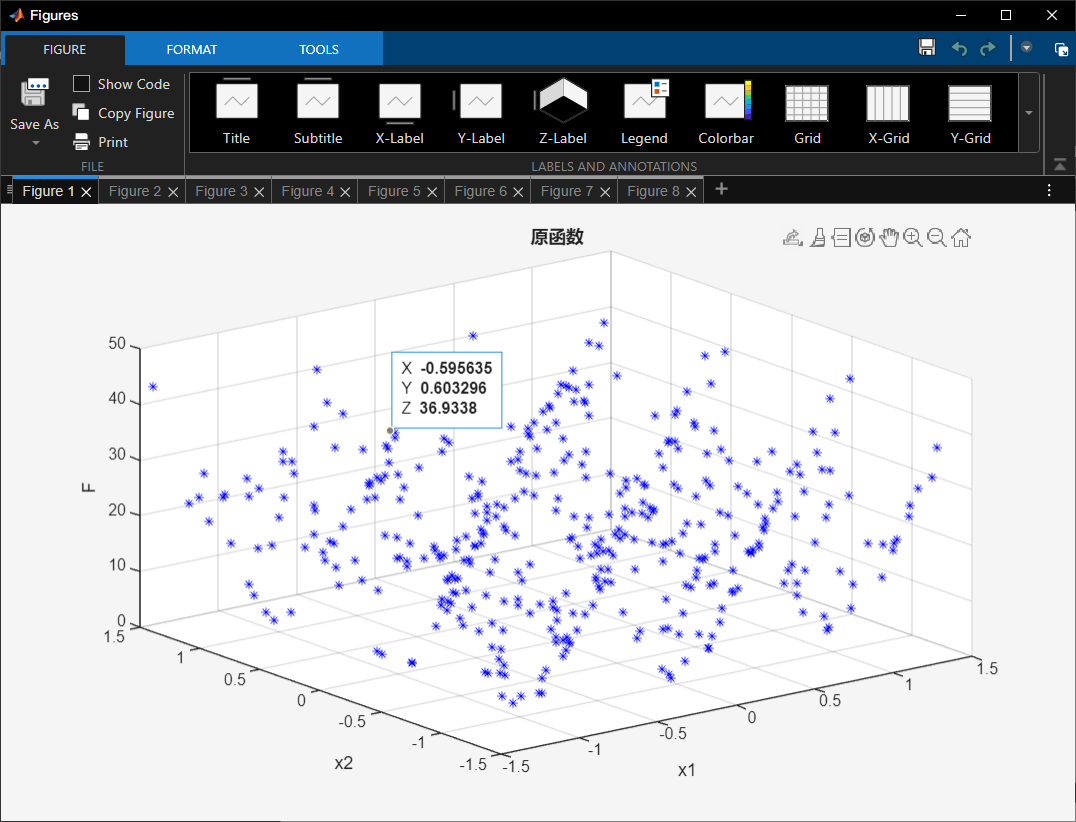 Figures
FIGURE FORMAT TOOLS
Save As
Show Code
Copy Figure
Print
FILE
Title Subtitle X-Label Y-Label Z-Label Legend Colorbar Grid X-Grid Y-Grid
LABELS AND ANNOTATIONS
Figure 1 Figure 2 Figure 3 Figure 4 Figure 5 Figure 6 Figure 7 Figure 8
原函数
X -0.595635
Y 0.603296
Z 36.9338
F
50
40
30
20
10
0
1.5
1
0.5
0
-0.5
-1
-1.5
x2
-1.5
-1
-0.5
0
0.5
1
1.5
x1